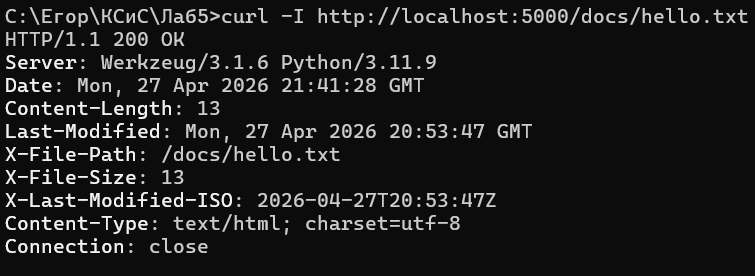 C:\Егор\КСиС\Лаб5>curl -I http://localhost:5000/docs/hello.txt
HTTP/1.1 200 OK
Server: Werkzeug/3.1.6 Python/3.11.9
Date: Mon, 27 Apr 2026 21:41:28 GMT
Content-Length: 13
Last-Modified: Mon, 27 Apr 2026 20:53:47 GMT
X-File-Path: /docs/hello.txt
X-File-Size: 13
X-Last-Modified-ISO: 2026-04-27T20:53:47Z
Content-Type: text/html; charset=utf-8
Connection: close